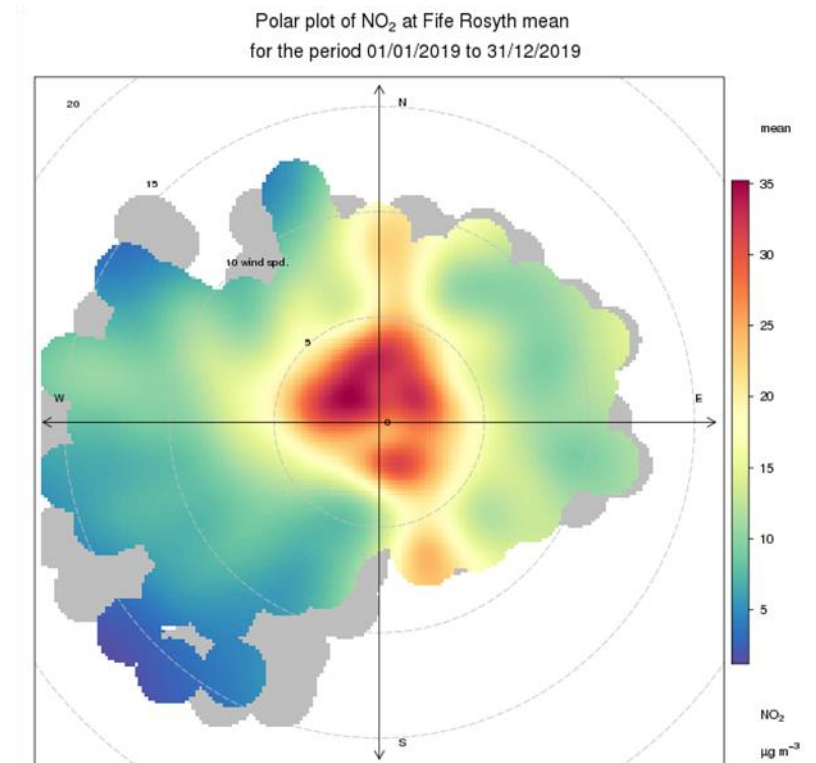 Polar plot of NO₂ at Fife Rosyth mean
for the period 01/01/2019 to 31/12/2019
20
N
mean
35
15
30
10 wind spd.
25
5
20
W
E
0
15
10
5
S
NO₂
µg m⁻³